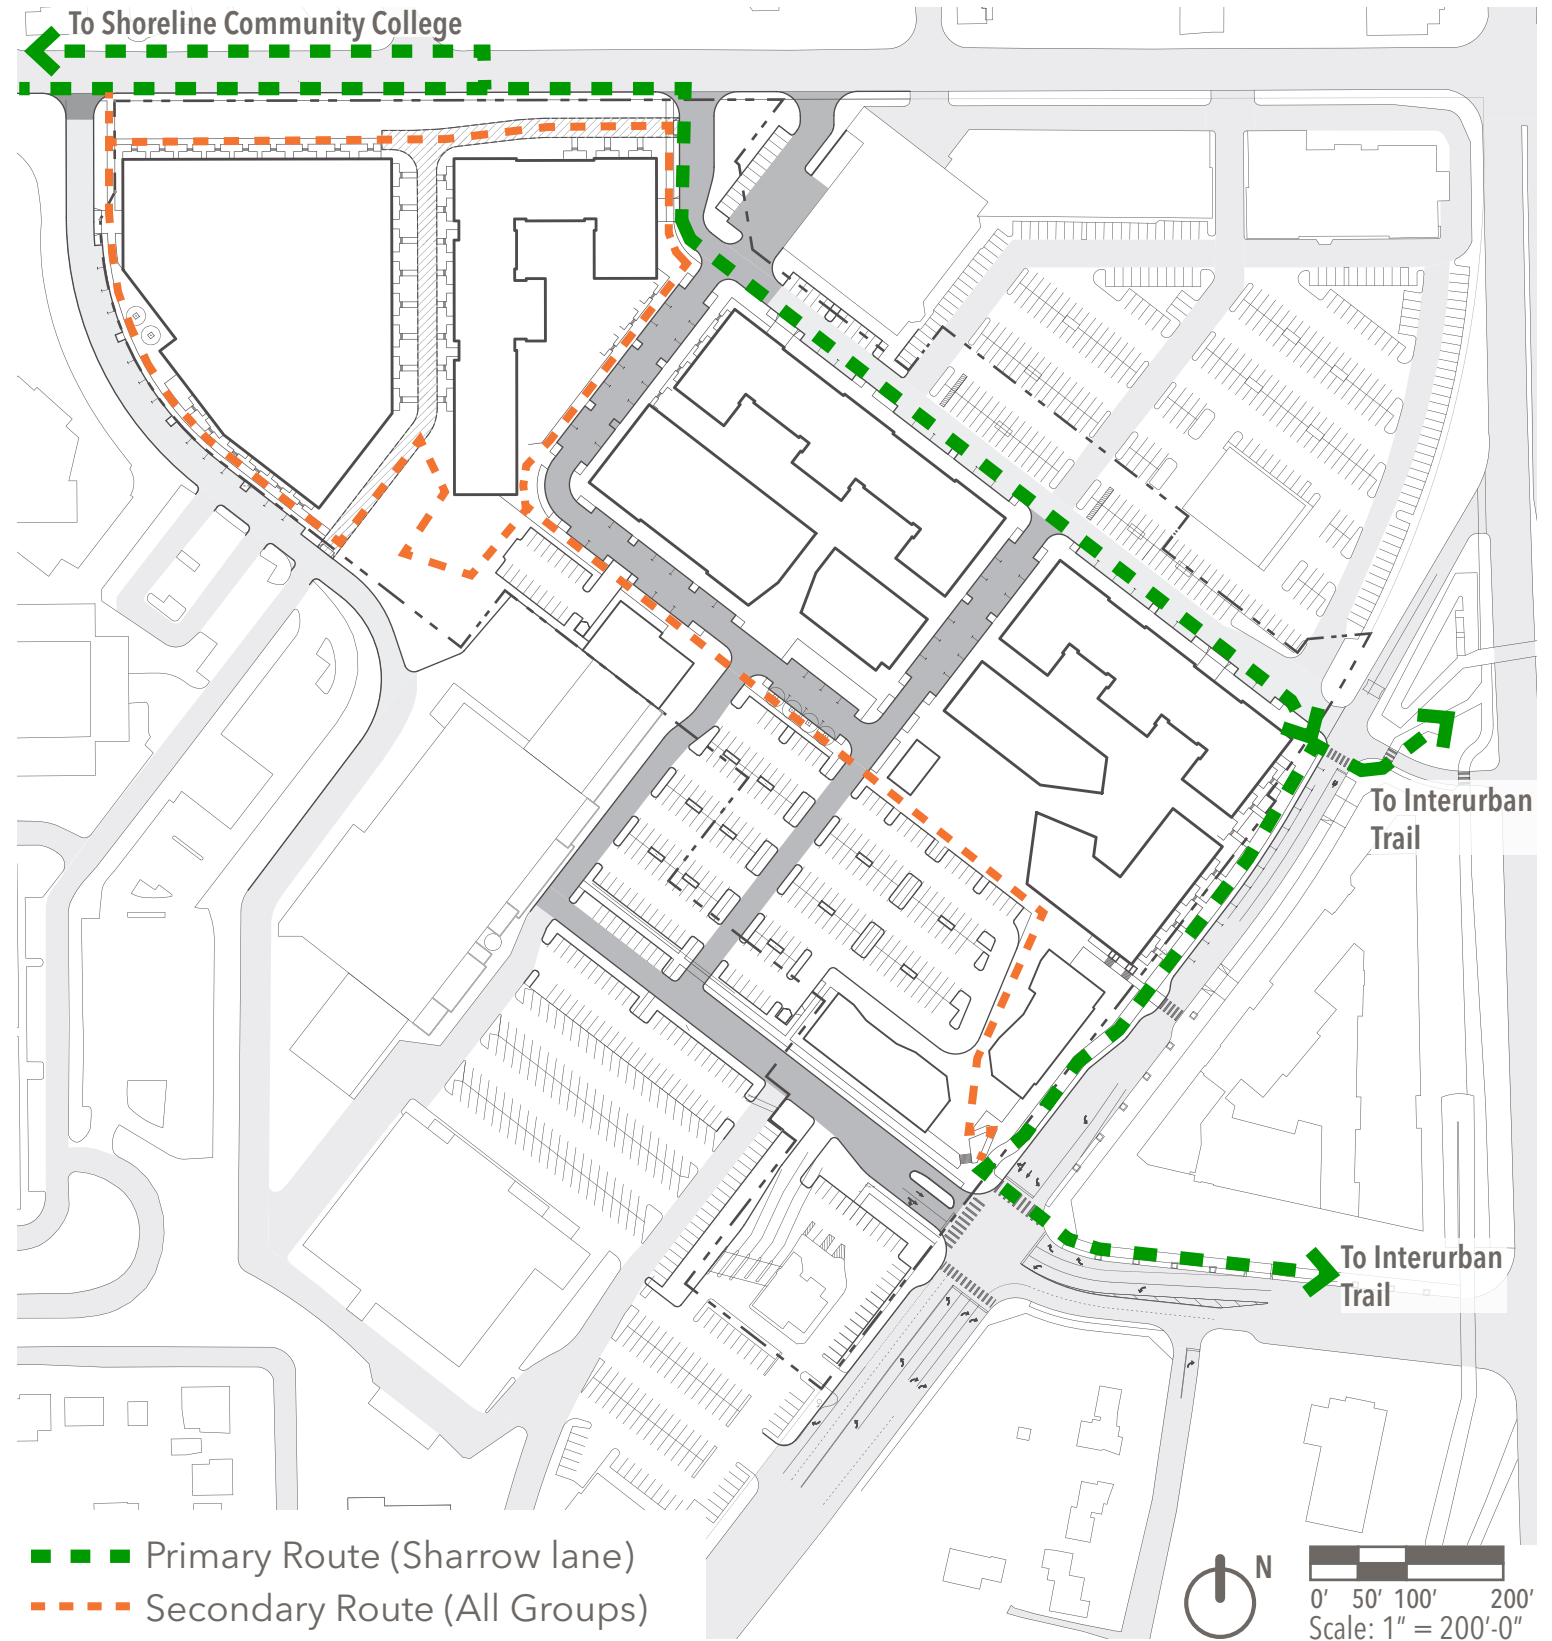 To Shoreline Community College
To Interurban
Trail
To Interurban
Trail
Primary Route (Sharrow lane)
Secondary Route (All Groups)
N
0' 50' 100' 200'
Scale: 1" = 200'-0"